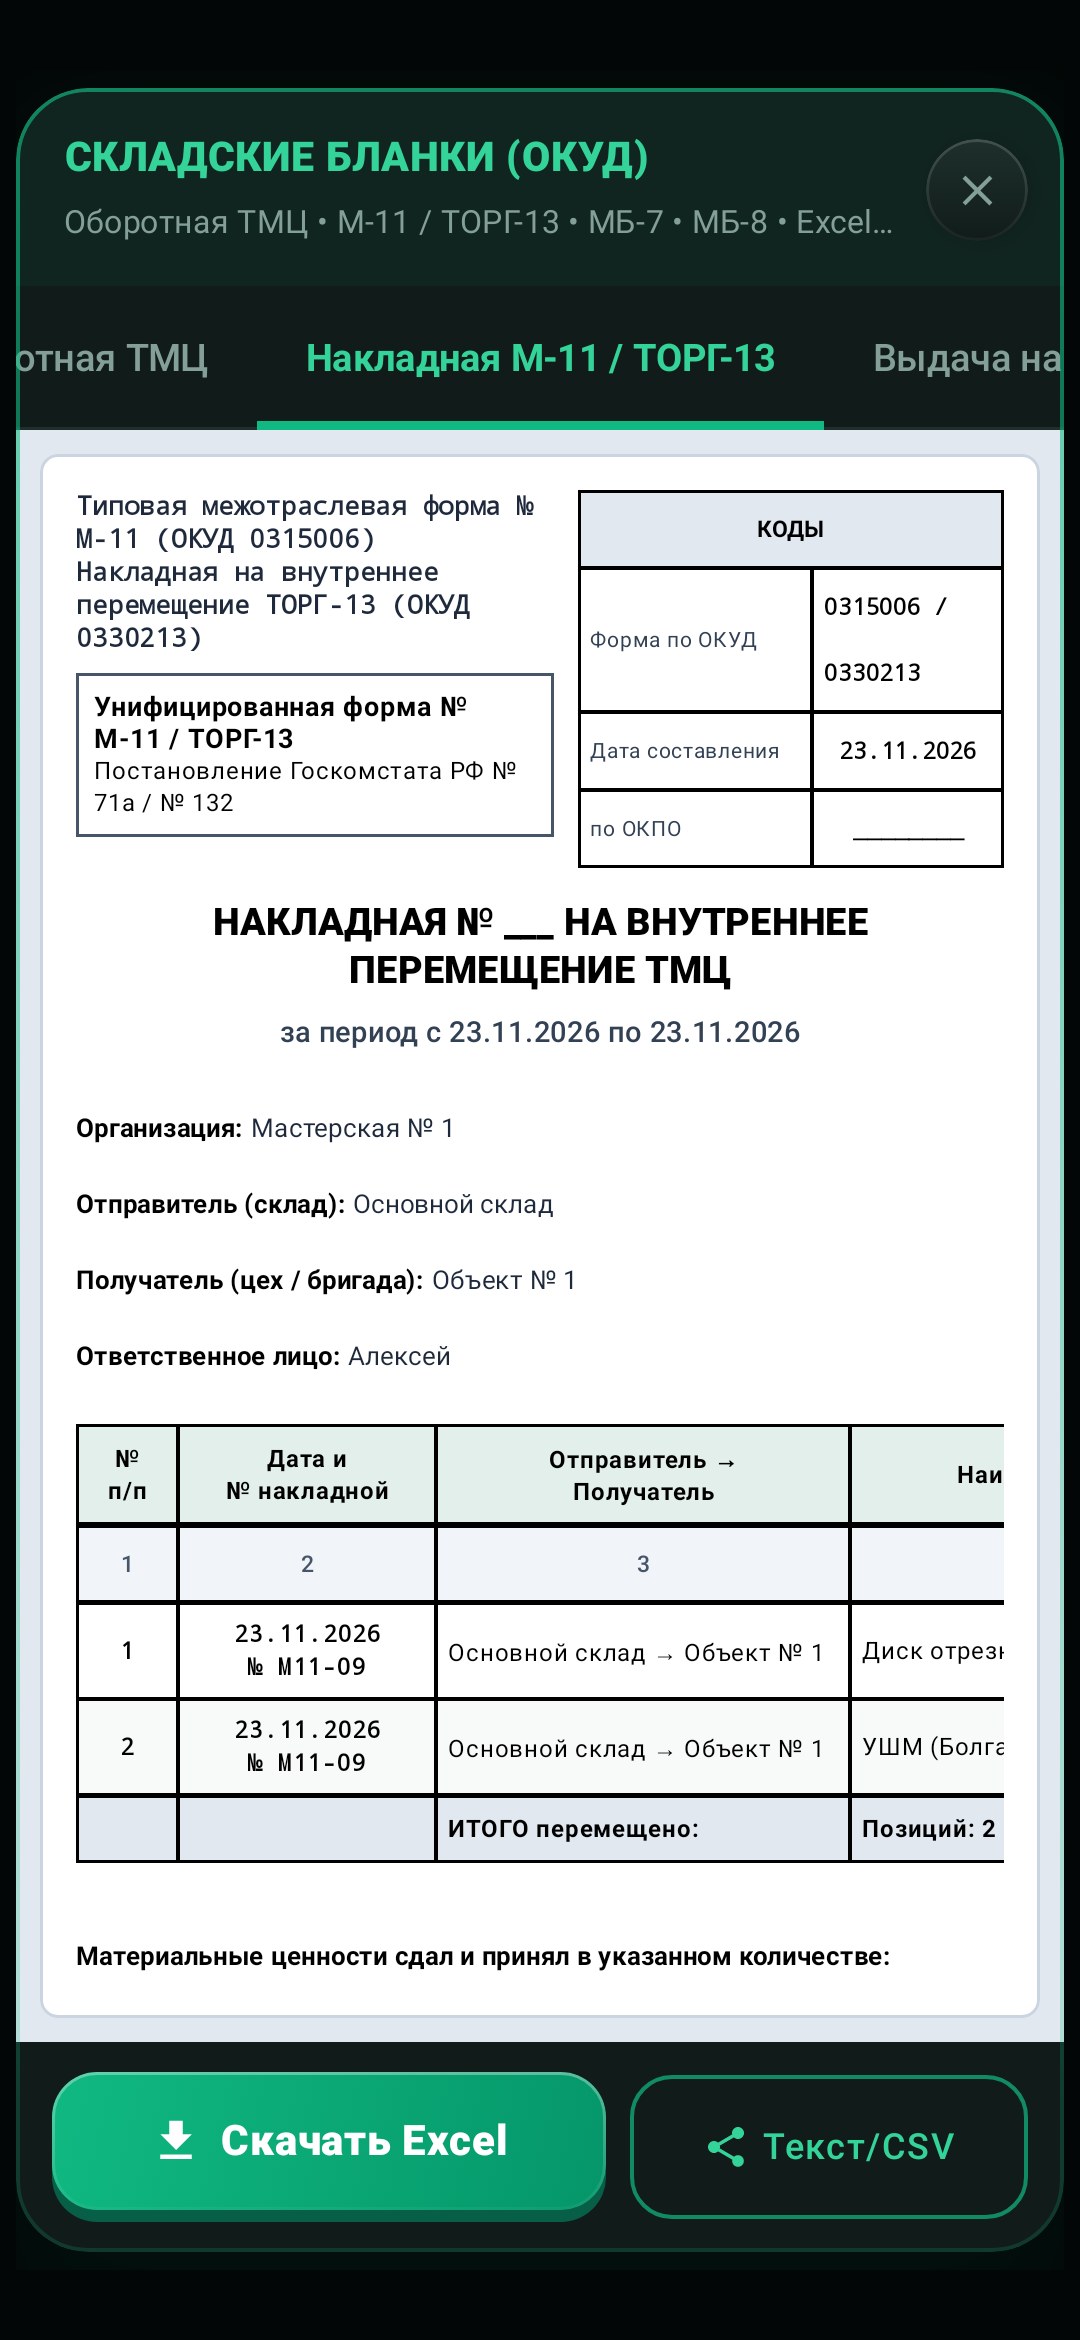 СКЛАДСКИЕ БЛАНКИ (ОКУД)
Оборотная ТМЦ • М-11 / ТОРГ-13 • МБ-7 • МБ-8 • Excel...
отная ТМЦ
Накладная М-11 / ТОРГ-13
Выдача на
Типовая межотраслевая форма №
М-11 (ОКУД 0315006)
Накладная на внутреннее
перемещение ТОРГ-13 (ОКУД
0330213)
Унифицированная форма №
М-11 / ТОРГ-13
Постановление Госкомстата РФ №
71а / № 132
КОДЫ
Форма по ОКУД
0315006 /
0330213
Дата составления
23.11.2026
по ОКПО
________
НАКЛАДНАЯ № ___ НА ВНУТРЕННЕЕ
ПЕРЕМЕЩЕНИЕ ТМЦ
за период с 23.11.2026 по 23.11.2026
Организация: Мастерская № 1
Отправитель (склад): Основной склад
Получатель (цех / бригада): Объект № 1
Ответственное лицо: Алексей
№
п/п
Дата и
№ накладной
Отправитель →
Получатель
Наи
1
2
3
1
23.11.2026
№ М11-09
Основной склад → Объект № 1
Диск отрезн
2
23.11.2026
№ М11-09
Основной склад → Объект № 1
УШМ (Болга
ИТОГО перемещено:
Позиций: 2
Материальные ценности сдал и принял в указанном количестве:
Скачать Excel
Текст/CSV